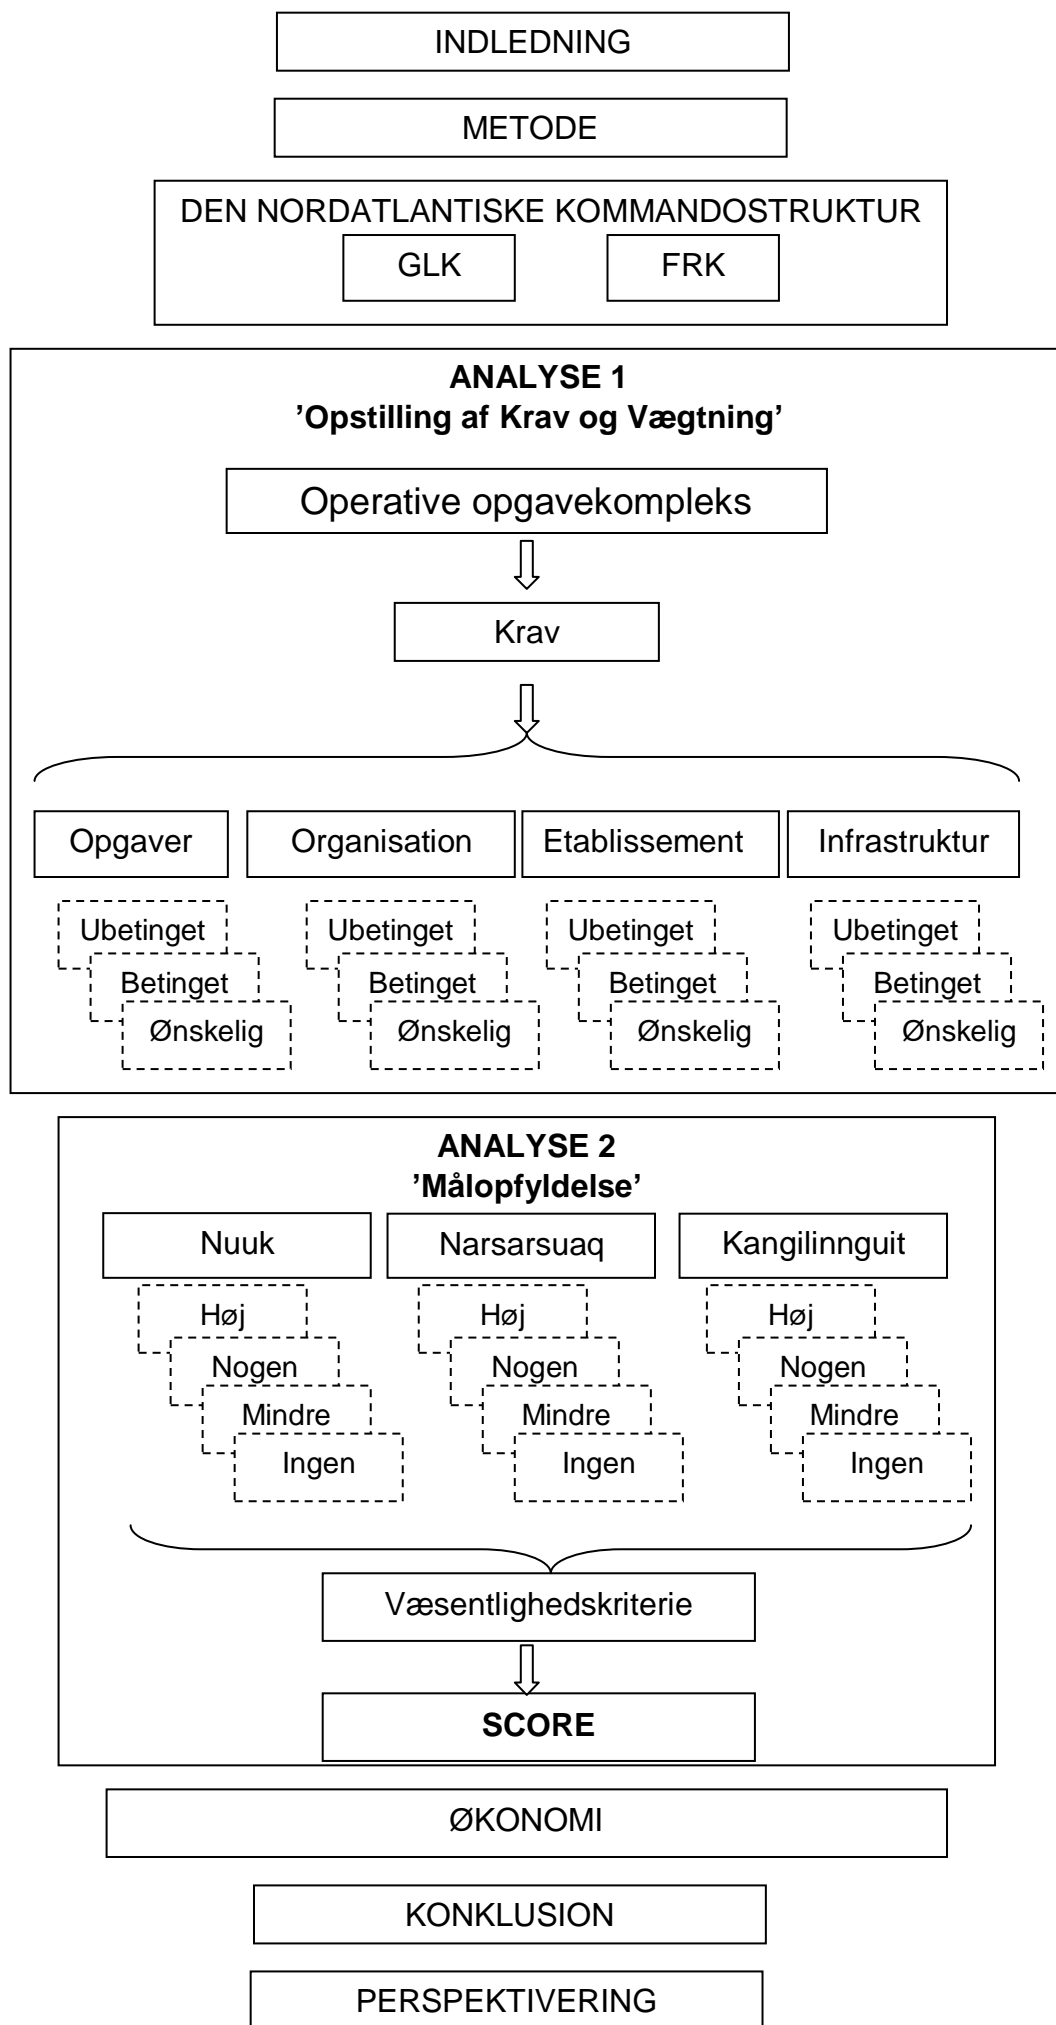 INDLEDNING
METODE
DEN NORDATLANTISKE KOMMANDOSTRUKTUR
GLK FRK
ANALYSE 1
’Opstilling af Krav og Vægtning’
Operative opgavekompleks
Krav
Opgaver Organisation Etablissement Infrastruktur
Ubetinget Ubetinget Ubetinget Ubetinget
Betinget Betinget Betinget Betinget
Ønskelig Ønskelig Ønskelig Ønskelig
ANALYSE 2
’Målopfyldelse’
Nuuk Narsarsuaq Kangilinnguit
Høj Høj Høj
Nogen Nogen Nogen
Mindre Mindre Mindre
Ingen Ingen Ingen
Væsentlighedskriterie
SCORE
ØKONOMI
KONKLUSION
PERSPEKTIVERING